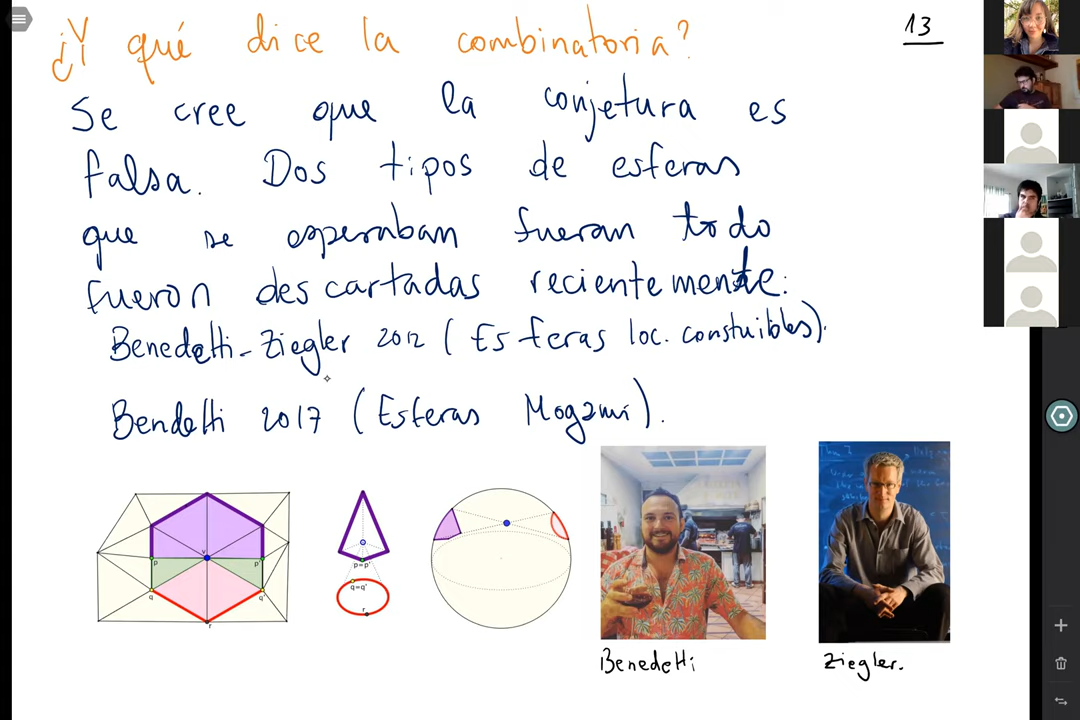 ¿Y qué dice la combinatoria?
13
Se cree que la conjetura es
falsa. Dos tipos de esferas
que se esperaban fueran todo
fueron descartadas recientemente:
Benedetti-Ziegler 2012 (Esferas loc. constuibles).
Bendetti 2017 (Esferas Mogami).
v
p
p'
q
q'
r
p=p'
q=q'
r
Benedetti
Ziegler.